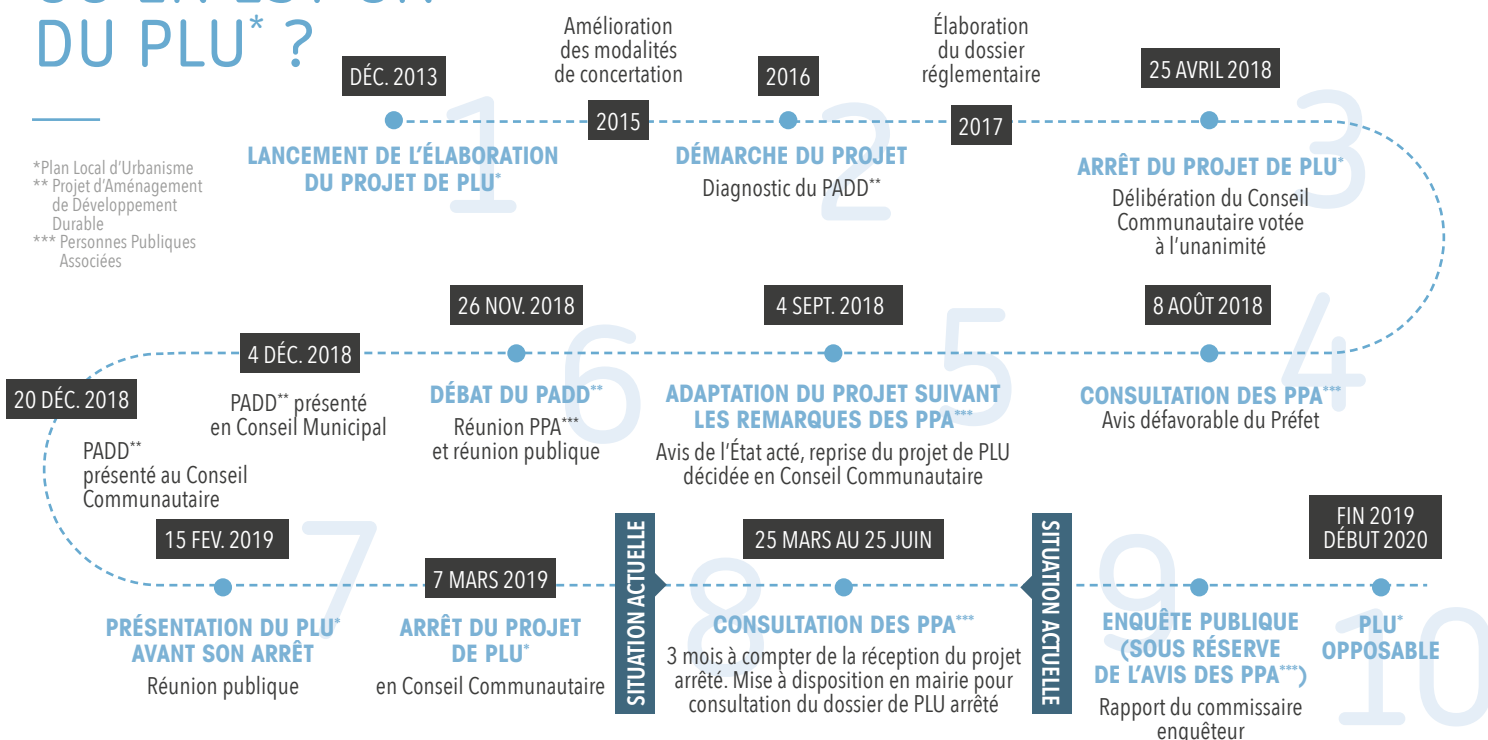 DU PLU* ?
*Plan Local d'Urbanisme
** Projet d'Aménagement
de Développement
Durable
*** Personnes Publiques
Associées
DÉC. 2013
1
LANCEMENT DE L'ÉLABORATION
DU PROJET DE PLU*
Amélioration
des modalités
de concertation
2015
2016
2
DÉMARCHE DU PROJET
Diagnostic du PADD**
Élaboration
du dossier
réglementaire
2017
25 AVRIL 2018
3
ARRÊT DU PROJET DE PLU*
Délibération du Conseil
Communautaire votée
à l'unanimité
8 AOÛT 2018
4
CONSULTATION DES PPA***
Avis défavorable du Préfet
4 SEPT. 2018
5
ADAPTATION DU PROJET SUIVANT
LES REMARQUES DES PPA***
Avis de l'État acté, reprise du projet de PLU
décidée en Conseil Communautaire
26 NOV. 2018
6
DÉBAT DU PADD**
Réunion PPA***
et réunion publique
4 DÉC. 2018
PADD** présenté
en Conseil Municipal
20 DÉC. 2018
PADD**
présenté au Conseil
Communautaire
15 FEV. 2019
7
PRÉSENTATION DU PLU*
AVANT SON ARRÊT
Réunion publique
7 MARS 2019
ARRÊT DU PROJET
DE PLU*
en Conseil Communautaire
SITUATION ACTUELLE
25 MARS AU 25 JUIN
8
CONSULTATION DES PPA***
3 mois à compter de la réception du projet
arrêté. Mise à disposition en mairie pour
consultation du dossier de PLU arrêté
SITUATION ACTUELLE
9
ENQUÊTE PUBLIQUE
(SOUS RÉSERVE
DE L'AVIS DES PPA***)
Rapport du commissaire
enquêteur
FIN 2019
DÉBUT 2020
10
PLU*
OPPOSABLE